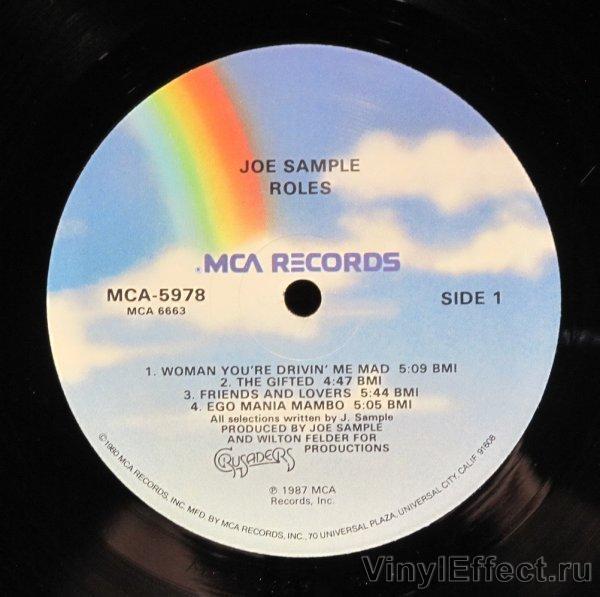 JOE SAMPLE
ROLES
MCA RECORDS
MCA-5978
MCA 6663
SIDE 1
1. WOMAN YOU'RE DRIVIN' ME MAD 5:09 BMI
2. THE GIFTED 4:47 BMI
3. FRIENDS AND LOVERS 5:44 BMI
4. EGO MANIA MAMBO 5:05 BMI
All selections written by J. Sample
PRODUCED BY JOE SAMPLE
AND WILTON FELDER FOR
CRUSADERS PRODUCTIONS
℗ 1987 MCA
Records, Inc.
©1980 MCA RECORDS, INC. MFD. BY MCA RECORDS, INC., 70 UNIVERSAL PLAZA, UNIVERSAL CITY, CALIF. 91608
VinylEffect.ru